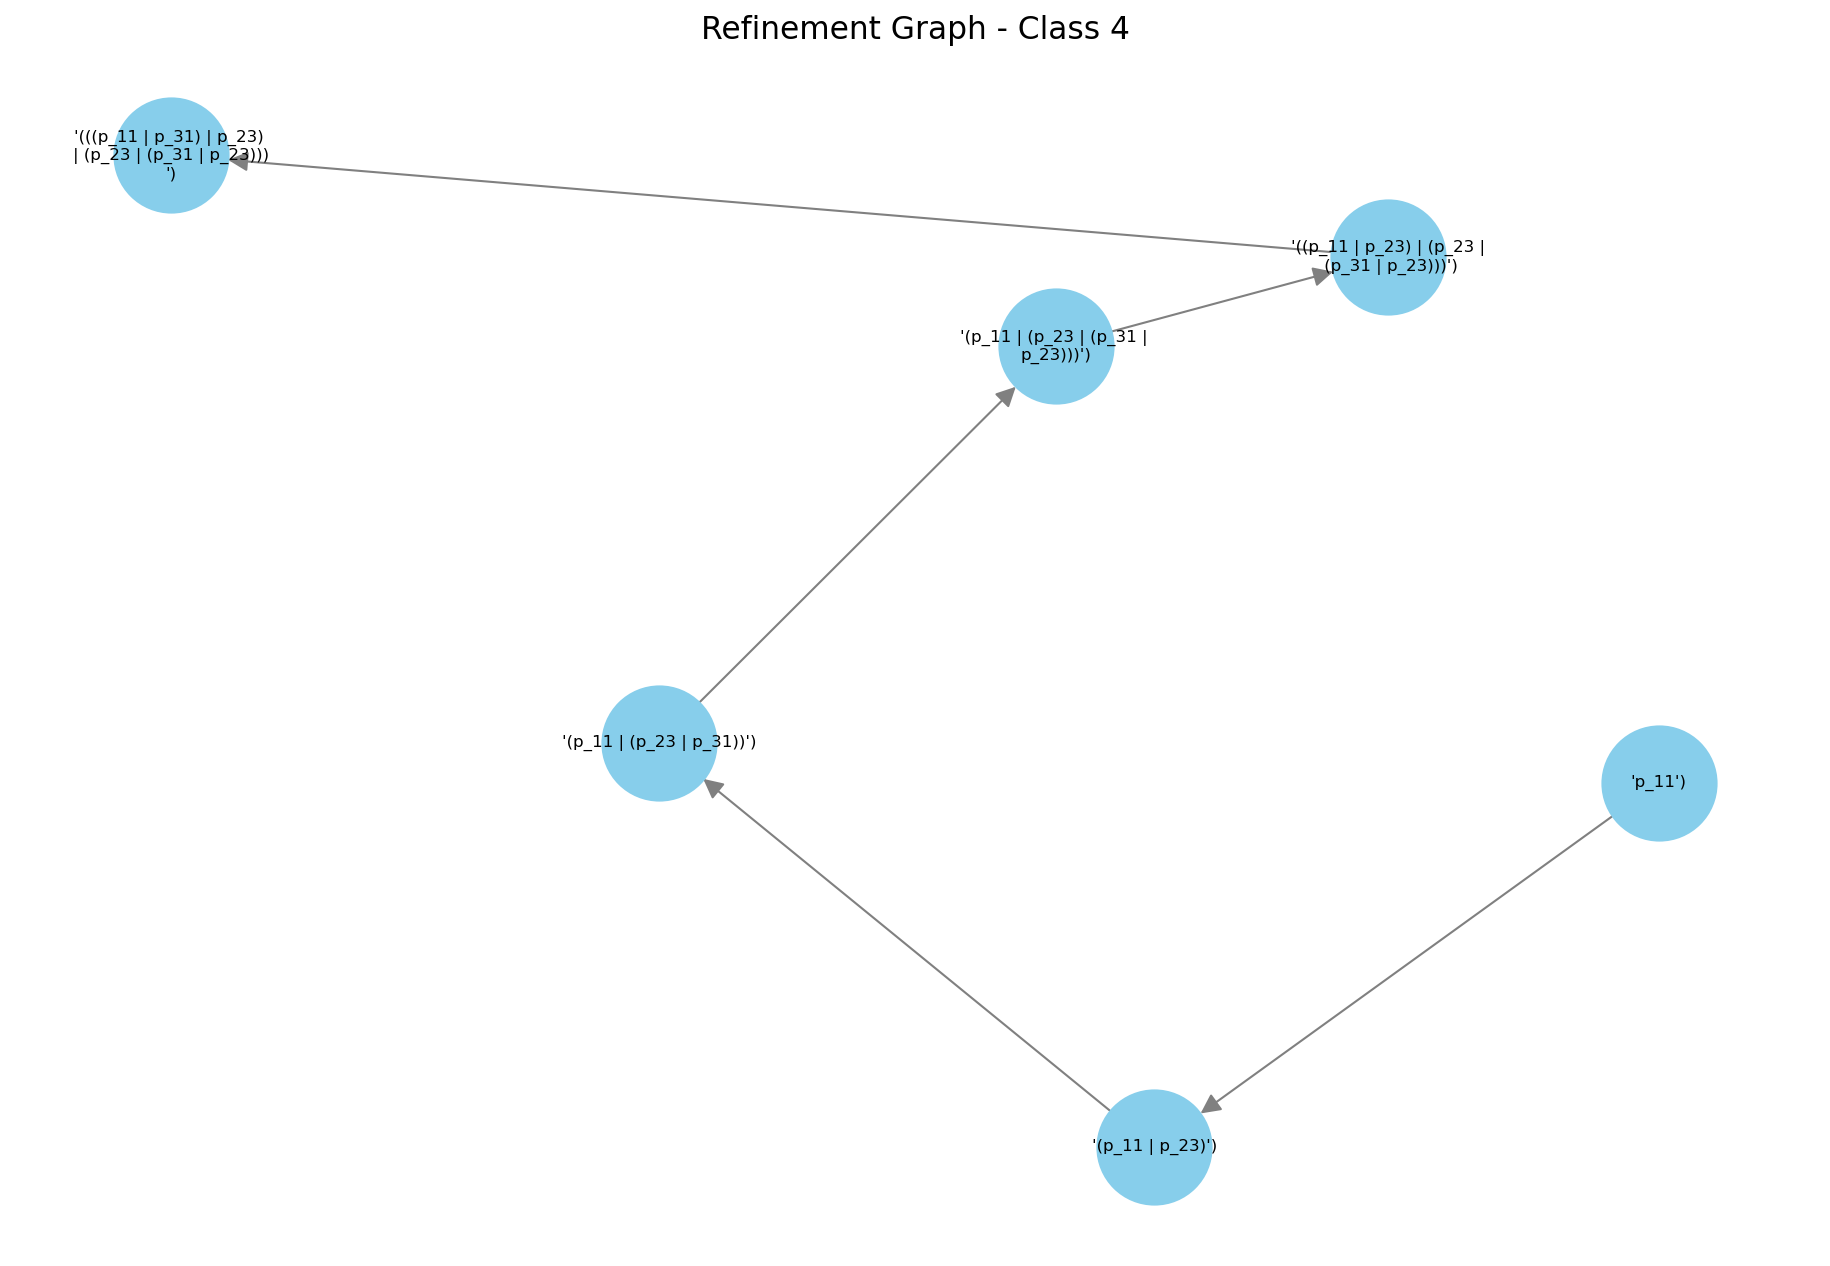 Refinement Graph - Class 4
'(((p_11 | p_31) | p_23)
| (p_23 | (p_31 | p_23)))
')
'((p_11 | p_23) | (p_23 |
(p_31 | p_23)))')
'(p_11 | (p_23 | (p_31 |
p_23)))')
'(p_11 | (p_23 | p_31))')
'p_11')
'(p_11 | p_23)')